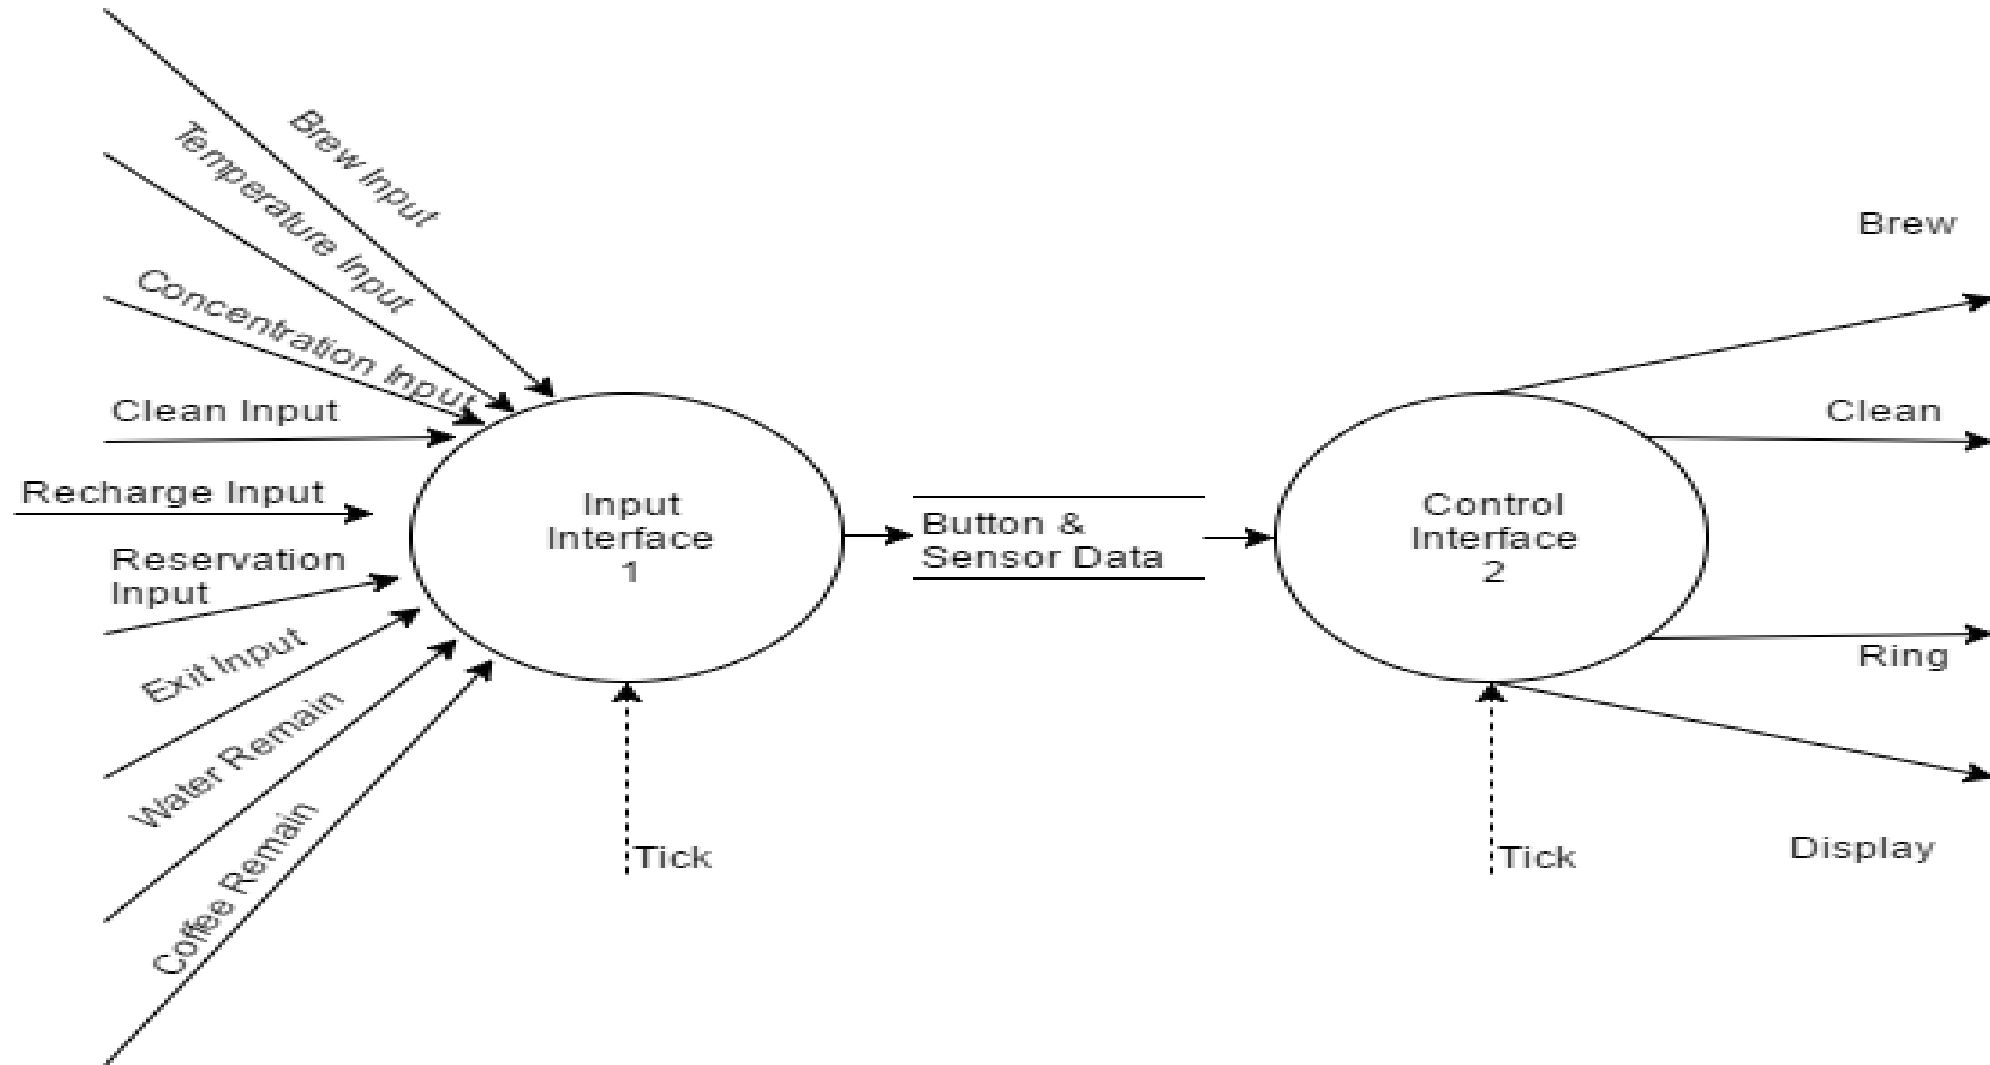 Brew Input
Temperature Input
Concentration Input
Clean Input
Recharge Input
Reservation
Input
Exit Input
Water Remain
Coffee Remain
Input
Interface
1
Tick
Button &
Sensor Data
Control
Interface
2
Tick
Brew
Clean
Ring
Display